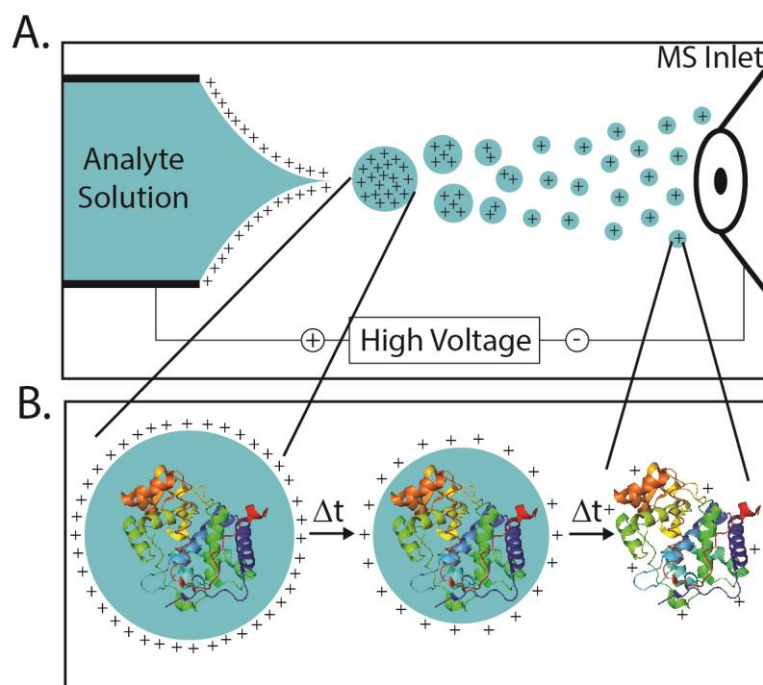 A.
MS Inlet
Analyte
Solution
+ High Voltage -
B.
Δt
Δt